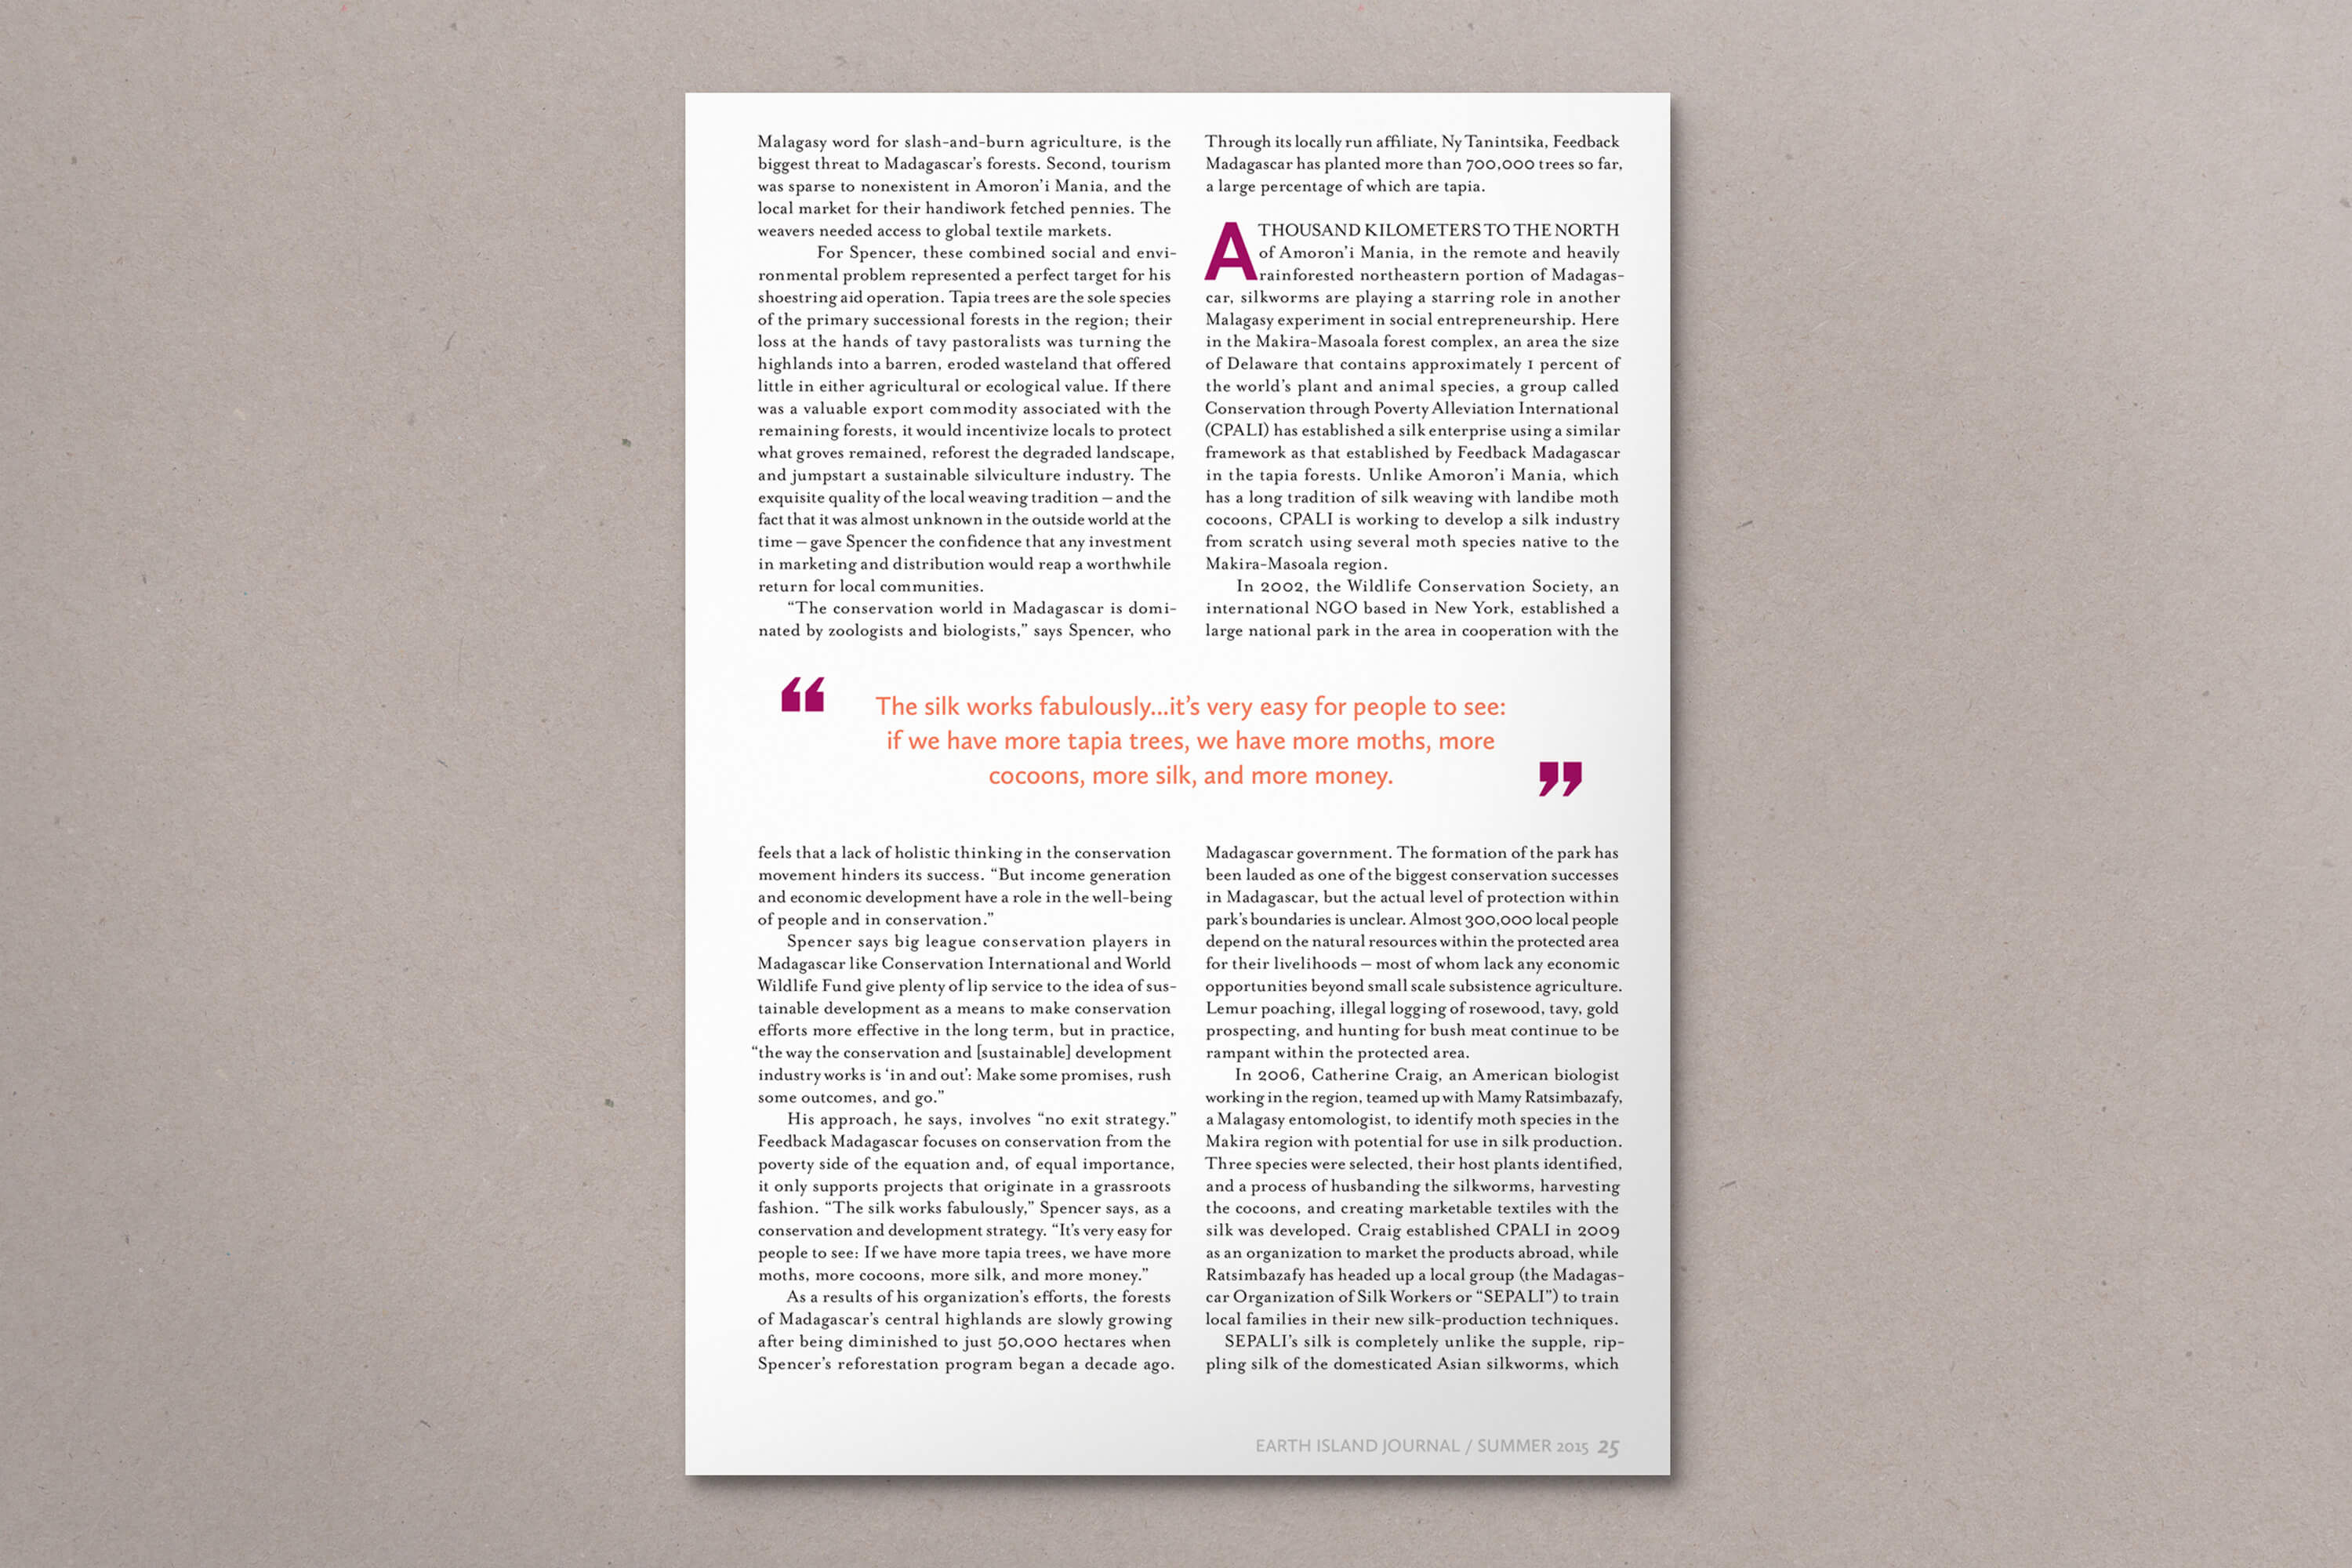 Malagasy word for slash-and-burn agriculture, is the
biggest threat to Madagascar’s forests. Second, tourism
was sparse to nonexistent in Amoron’i Mania, and the
local market for their handiwork fetched pennies. The
weavers needed access to global textile markets.
For Spencer, these combined social and envi-
ronmental problem represented a perfect target for his
shoestring aid operation. Tapia trees are the sole species
of the primary successional forests in the region; their
loss at the hands of tavy pastoralists was turning the
highlands into a barren, eroded wasteland that offered
little in either agricultural or ecological value. If there
was a valuable export commodity associated with the
remaining forests, it would incentivize locals to protect
what groves remained, reforest the degraded landscape,
and jumpstart a sustainable silviculture industry. The
exquisite quality of the local weaving tradition – and the
fact that it was almost unknown in the outside world at the
time – gave Spencer the confidence that any investment
in marketing and distribution would reap a worthwhile
return for local communities.
“The conservation world in Madagascar is domi-
nated by zoologists and biologists,” says Spencer, who
Through its locally run affiliate, Ny Tanintsika, Feedback
Madagascar has planted more than 700,000 trees so far,
a large percentage of which are tapia.
A THOUSAND KILOMETERS TO THE NORTH
of Amoron’i Mania, in the remote and heavily
rainforested northeastern portion of Madagas-
car, silkworms are playing a starring role in another
Malagasy experiment in social entrepreneurship. Here
in the Makira-Masoala forest complex, an area the size
of Delaware that contains approximately 1 percent of
the world’s plant and animal species, a group called
Conservation through Poverty Alleviation International
(CPALI) has established a silk enterprise using a similar
framework as that established by Feedback Madagascar
in the tapia forests. Unlike Amoron’i Mania, which
has a long tradition of silk weaving with landibe moth
cocoons, CPALI is working to develop a silk industry
from scratch using several moth species native to the
Makira-Masoala region.
In 2002, the Wildlife Conservation Society, an
international NGO based in New York, established a
large national park in the area in cooperation with the
“The silk works fabulously...it’s very easy for people to see:
if we have more tapia trees, we have more moths, more
cocoons, more silk, and more money.”
feels that a lack of holistic thinking in the conservation
movement hinders its success. “But income generation
and economic development have a role in the well-being
of people and in conservation.”
Spencer says big league conservation players in
Madagascar like Conservation International and World
Wildlife Fund give plenty of lip service to the idea of sus-
tainable development as a means to make conservation
efforts more effective in the long term, but in practice,
“the way the conservation and [sustainable] development
industry works is ‘in and out’: Make some promises, rush
some outcomes, and go.”
His approach, he says, involves “no exit strategy.”
Feedback Madagascar focuses on conservation from the
poverty side of the equation and, of equal importance,
it only supports projects that originate in a grassroots
fashion. “The silk works fabulously,” Spencer says, as a
conservation and development strategy. “It’s very easy for
people to see: If we have more tapia trees, we have more
moths, more cocoons, more silk, and more money.”
As a results of his organization’s efforts, the forests
of Madagascar’s central highlands are slowly growing
after being diminished to just 50,000 hectares when
Spencer’s reforestation program began a decade ago.
Madagascar government. The formation of the park has
been lauded as one of the biggest conservation successes
in Madagascar, but the actual level of protection within
park’s boundaries is unclear. Almost 300,000 local people
depend on the natural resources within the protected area
for their livelihoods – most of whom lack any economic
opportunities beyond small scale subsistence agriculture.
Lemur poaching, illegal logging of rosewood, tavy, gold
prospecting, and hunting for bush meat continue to be
rampant within the protected area.
In 2006, Catherine Craig, an American biologist
working in the region, teamed up with Mamy Ratsimbazafy,
a Malagasy entomologist, to identify moth species in the
Makira region with potential for use in silk production.
Three species were selected, their host plants identified,
and a process of husbanding the silkworms, harvesting
the cocoons, and creating marketable textiles with the
silk was developed. Craig established CPALI in 2009
as an organization to market the products abroad, while
Ratsimbazafy has headed up a local group (the Madagas-
car Organization of Silk Workers or “SEPALI”) to train
local families in their new silk-production techniques.
SEPALI’s silk is completely unlike the supple, rip-
pling silk of the domesticated Asian silkworms, which
EARTH ISLAND JOURNAL / SUMMER 2015 25